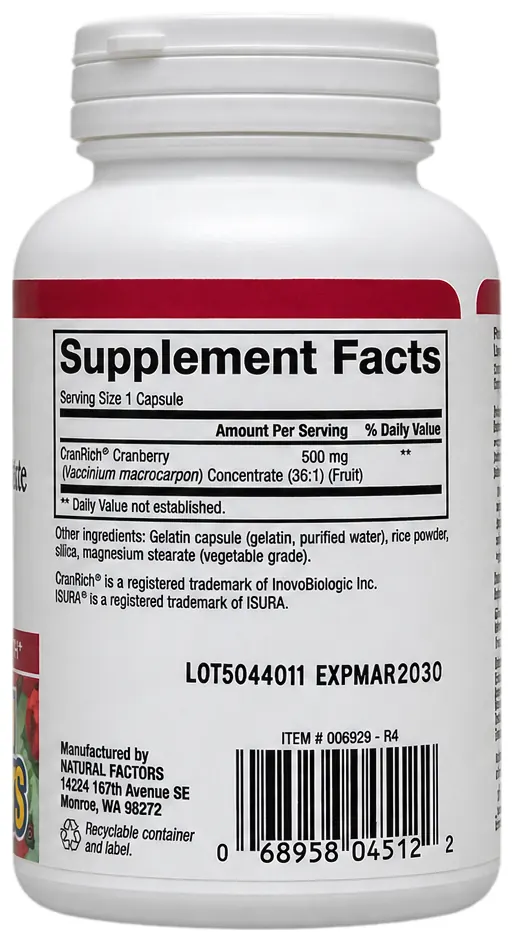 Supplement Facts
Serving Size 1 Capsule
Amount Per Serving % Daily Value
CranRich® Cranberry 500 mg **
(Vaccinium macrocarpon) Concentrate (36:1) (Fruit)
** Daily Value not established.
Other ingredients: Gelatin capsule (gelatin, purified water), rice powder,
silica, magnesium stearate (vegetable grade).
CranRich® is a registered trademark of InovoBiologic Inc.
ISURA® is a registered trademark of ISURA.
LOT5044011 EXPMAR2030
ITEM # 006929 - R4
Manufactured by
NATURAL FACTORS
14224 167th Avenue SE
Monroe, WA 98272
Recyclable container
and label.
0 68958 04512 2